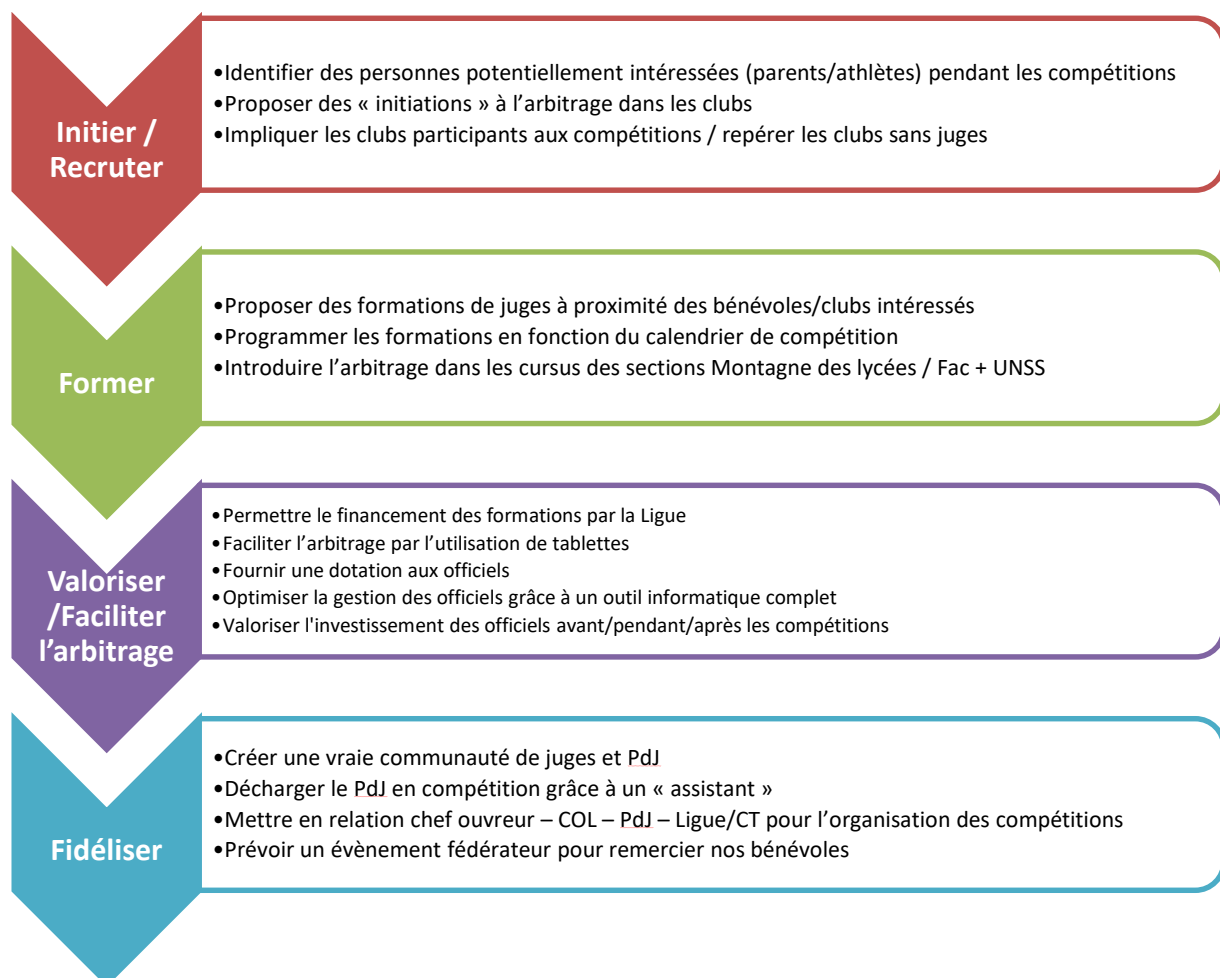 Initier /
Recruter
•Identifier des personnes potentiellement intéressées (parents/athlètes) pendant les compétitions
•Proposer des « initiations » à l’arbitrage dans les clubs
•Impliquer les clubs participants aux compétitions / repérer les clubs sans juges
Former
•Proposer des formations de juges à proximité des bénévoles/clubs intéressés
•Programmer les formations en fonction du calendrier de compétition
•Introduire l’arbitrage dans les cursus des sections Montagne des lycées / Fac + UNSS
Valoriser
/Faciliter
l’arbitrage
•Permettre le financement des formations par la Ligue
•Faciliter l’arbitrage par l’utilisation de tablettes
•Fournir une dotation aux officiels
•Optimiser la gestion des officiels grâce à un outil informatique complet
•Valoriser l'investissement des officiels avant/pendant/après les compétitions
Fidéliser
•Créer une vraie communauté de juges et PdJ
•Décharger le PdJ en compétition grâce à un « assistant »
•Mettre en relation chef ouvreur – COL – PdJ – Ligue/CT pour l’organisation des compétitions
•Prévoir un évènement fédérateur pour remercier nos bénévoles